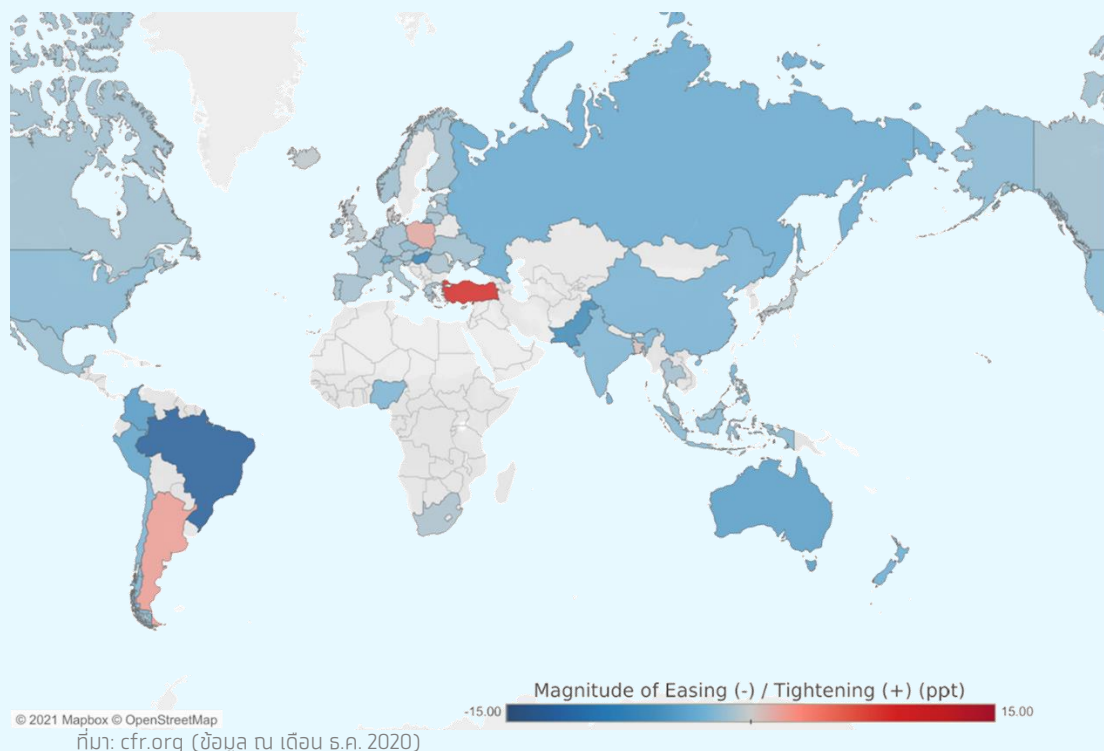 Magnitude of Easing (-) / Tightening (+) (ppt)
-15.00 15.00
© 2021 Mapbox © OpenStreetMap
ที่มา: cfr.org (ข้อมูล ณ เดือน ธ.ค. 2020)